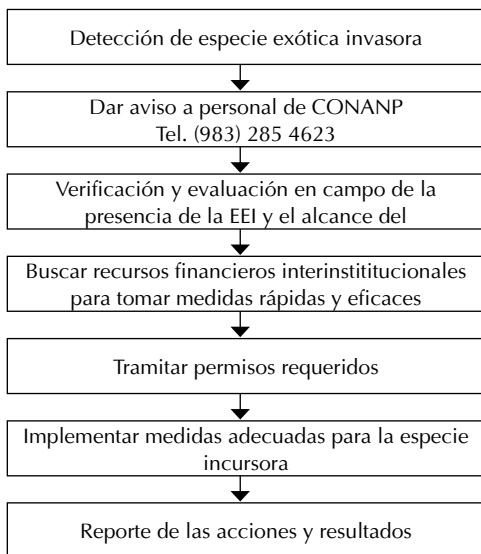 Detección de especie exótica invasora
Dar aviso a personal de CONANP
Tel. (983) 285 4623
Verificación y evaluación en campo de la
presencia de la EEI y el alcance del
Buscar recursos financieros interinstititucionales
para tomar medidas rápidas y eficaces
Tramitar permisos requeridos
Implementar medidas adecuadas para la especie
incursora
Reporte de las acciones y resultados